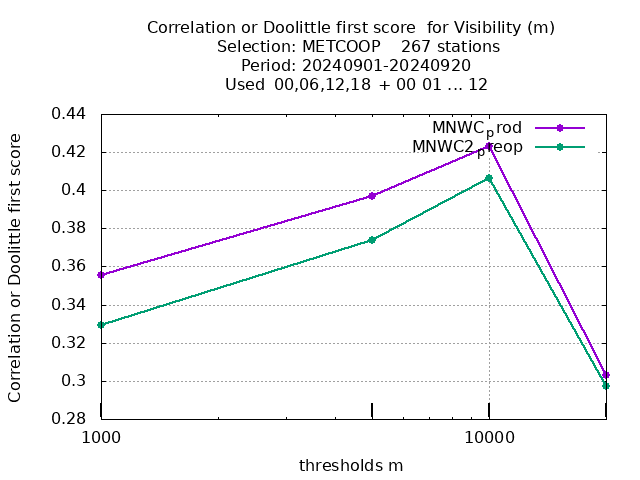 Correlation or Doolittle first score  for Visibility (m)
Selection: METCOOP    267 stations
Period: 20240901-20240920
Used  00,06,12,18  + 00 01 ... 12
Correlation or Doolittle first score
0.44
0.42
0.4
0.38
0.36
0.34
0.32
0.3
0.28
MNWCprod
MNWC2preop
1000
10000
thresholds m